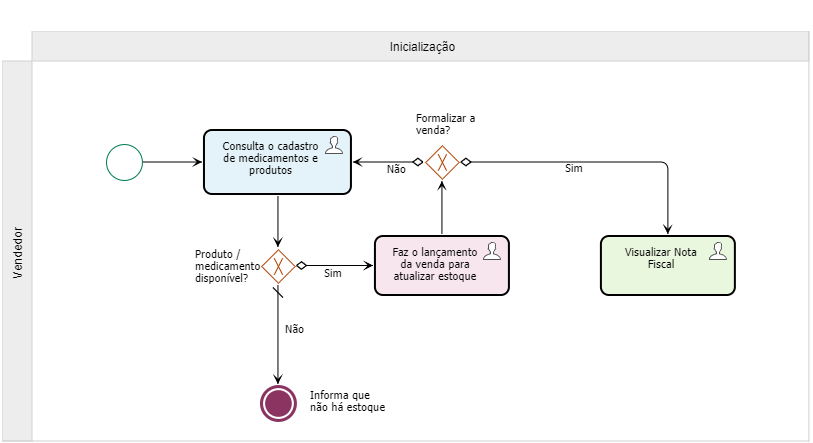 Inicialização
Vendedor
Consulta o cadastro
de medicamentos e
produtos
Formalizar a
venda?
Não
Sim
Produto /
medicamento
disponível?
Sim
Faz o lançamento
da venda para
atualizar estoque
Visualizar Nota
Fiscal
Não
Informa que
não há estoque